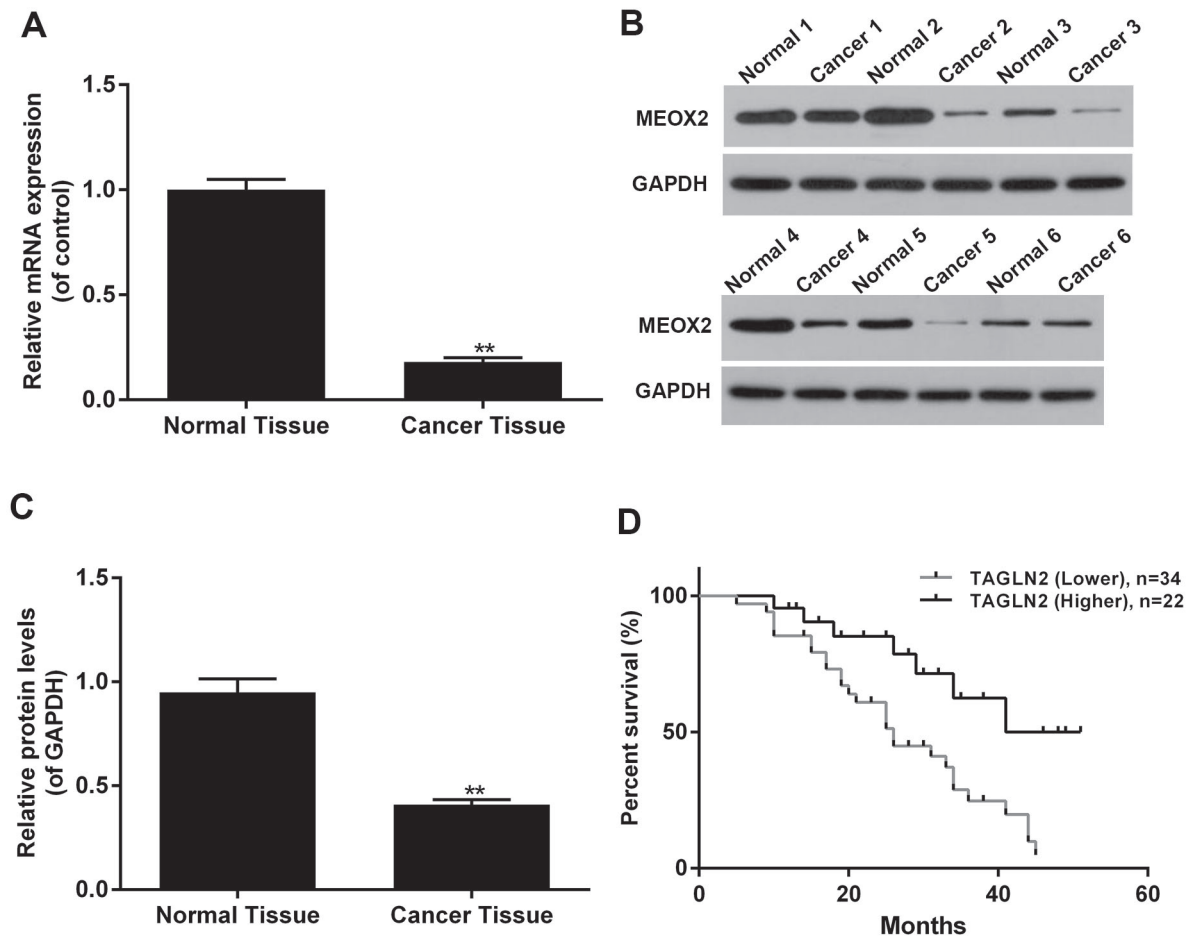 A
Relative mRNA expression
(of control)
1.5
1.0
0.5
0.0
**
Normal Tissue
Cancer Tissue
B
Normal 1
Cancer 1
Normal 2
Cancer 2
Normal 3
Cancer 3
MEOX2
GAPDH
Normal 4
Cancer 4
Normal 5
Cancer 5
Normal 6
Cancer 6
MEOX2
GAPDH
C
Relative protein levels
(of GAPDH)
1.5
1.0
0.5
0.0
**
Normal Tissue
Cancer Tissue
D
TAGLN2 (Lower), n=34
TAGLN2 (Higher), n=22
Percent survival (%)
100
50
0
0
20
40
60
Months